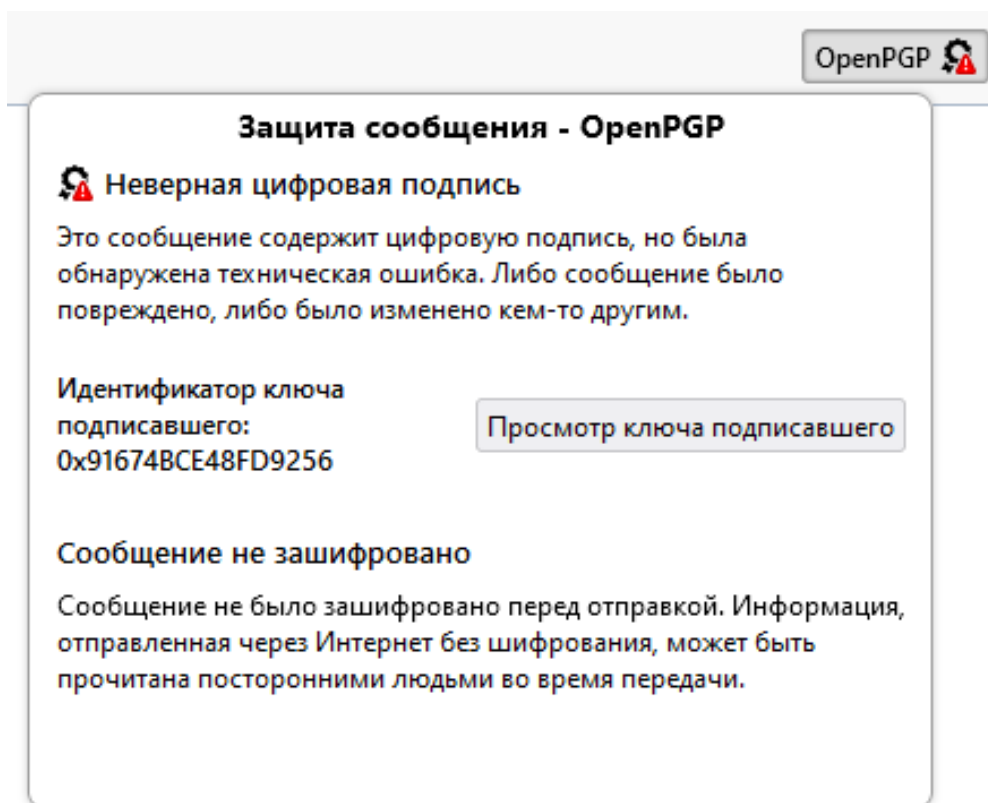 OpenPGP
Защита сообщения - OpenPGP
Неверная цифровая подпись
Это сообщение содержит цифровую подпись, но была
обнаружена техническая ошибка. Либо сообщение было
повреждено, либо было изменено кем-то другим.
Идентификатор ключа
подписавшего:
0x91674BCE48FD9256
Просмотр ключа подписавшего
Сообщение не зашифровано
Сообщение не было зашифровано перед отправкой. Информация,
отправленная через Интернет без шифрования, может быть
прочитана посторонними людьми во время передачи.